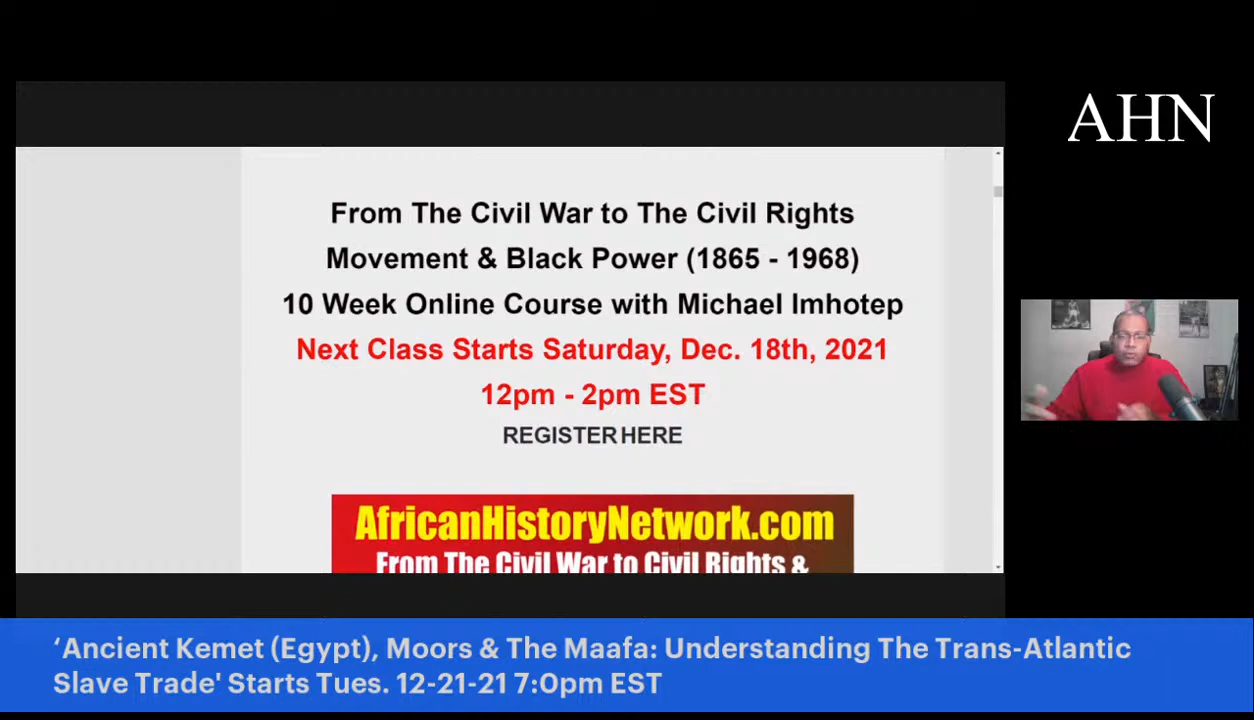 AHN
From The Civil War to The Civil Rights
Movement & Black Power (1865 - 1968)
10 Week Online Course with Michael Imhotep
Next Class Starts Saturday, Dec. 18th, 2021
12pm - 2pm EST
REGISTER HERE
AfricanHistoryNetwork.com
From The Civil War to Civil Rights &
‘Ancient Kemet (Egypt), Moors & The Maafa: Understanding The Trans-Atlantic
Slave Trade' Starts Tues. 12-21-21 7:0pm EST